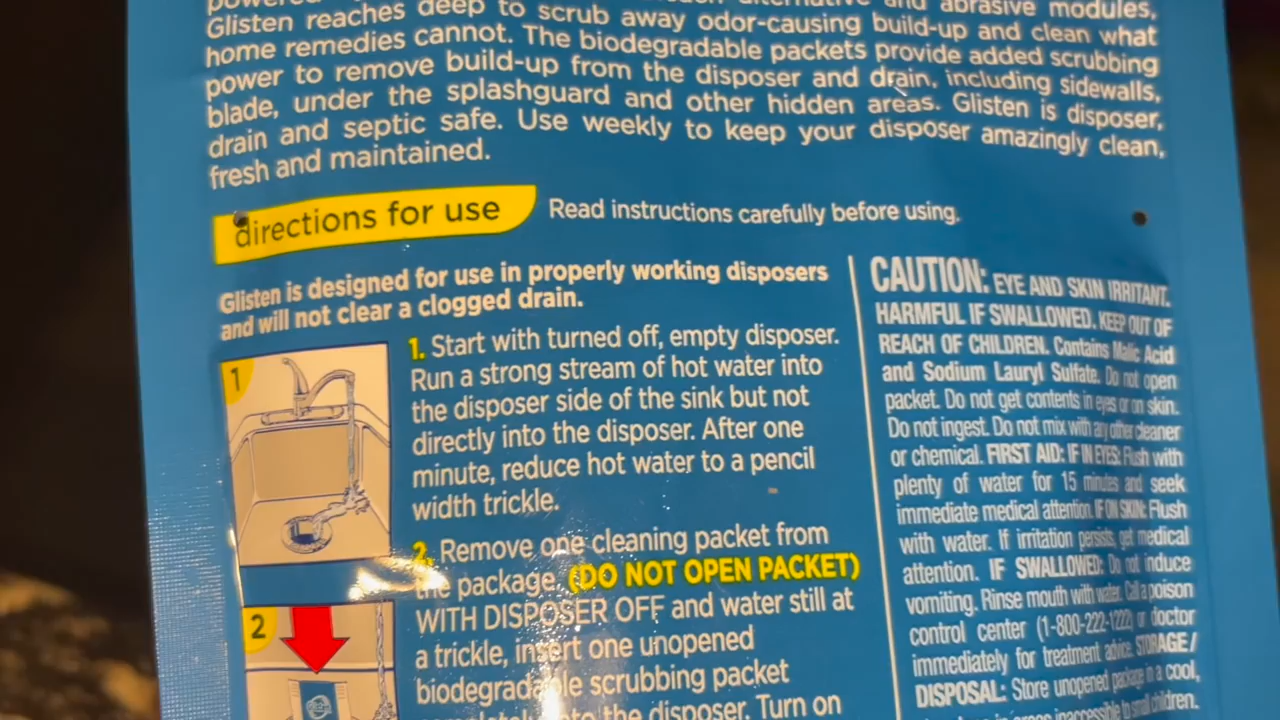 and abrasive modules,
Glisten reaches deep to scrub away odor-causing build-up and clean what
home remedies cannot. The biodegradable packets provide added scrubbing
power to remove build-up from the disposer and drain, including sidewalls,
blade, under the splashguard and other hidden areas. Glisten is disposer,
drain and septic safe. Use weekly to keep your disposer amazingly clean,
fresh and maintained.
directions for use
Read instructions carefully before using.
Glisten is designed for use in properly working disposers
and will not clear a clogged drain.
1
1. Start with turned off, empty disposer.
Run a strong stream of hot water into
the disposer side of the sink but not
directly into the disposer. After one
minute, reduce hot water to a pencil
width trickle.
2
2. Remove one cleaning packet from
the package. (DO NOT OPEN PACKET)
WITH DISPOSER OFF and water still at
a trickle, insert one unopened
biodegradable scrubbing packet
the disposer. Turn on
CAUTION: EYE AND SKIN IRRITANT.
HARMFUL IF SWALLOWED. KEEP OUT OF
REACH OF CHILDREN. Contains Malic Acid
and Sodium Lauryl Sulfate. Do not open
packet. Do not get contents in eyes or on skin.
Do not ingest. Do not mix with any other cleaner
or chemical. FIRST AID: IF IN EYES: Flush with
plenty of water for 15 minutes and seek
immediate medical attention. IF ON SKIN: Flush
with water. If irritation persists, get medical
attention. IF SWALLOWED: Do not induce
vomiting. Rinse mouth with water. Call a poison
control center (1-800-222-1222) or doctor
immediately for treatment advice. STORAGE/
DISPOSAL: Store unopened package in a cool,
inaccessible to small children.